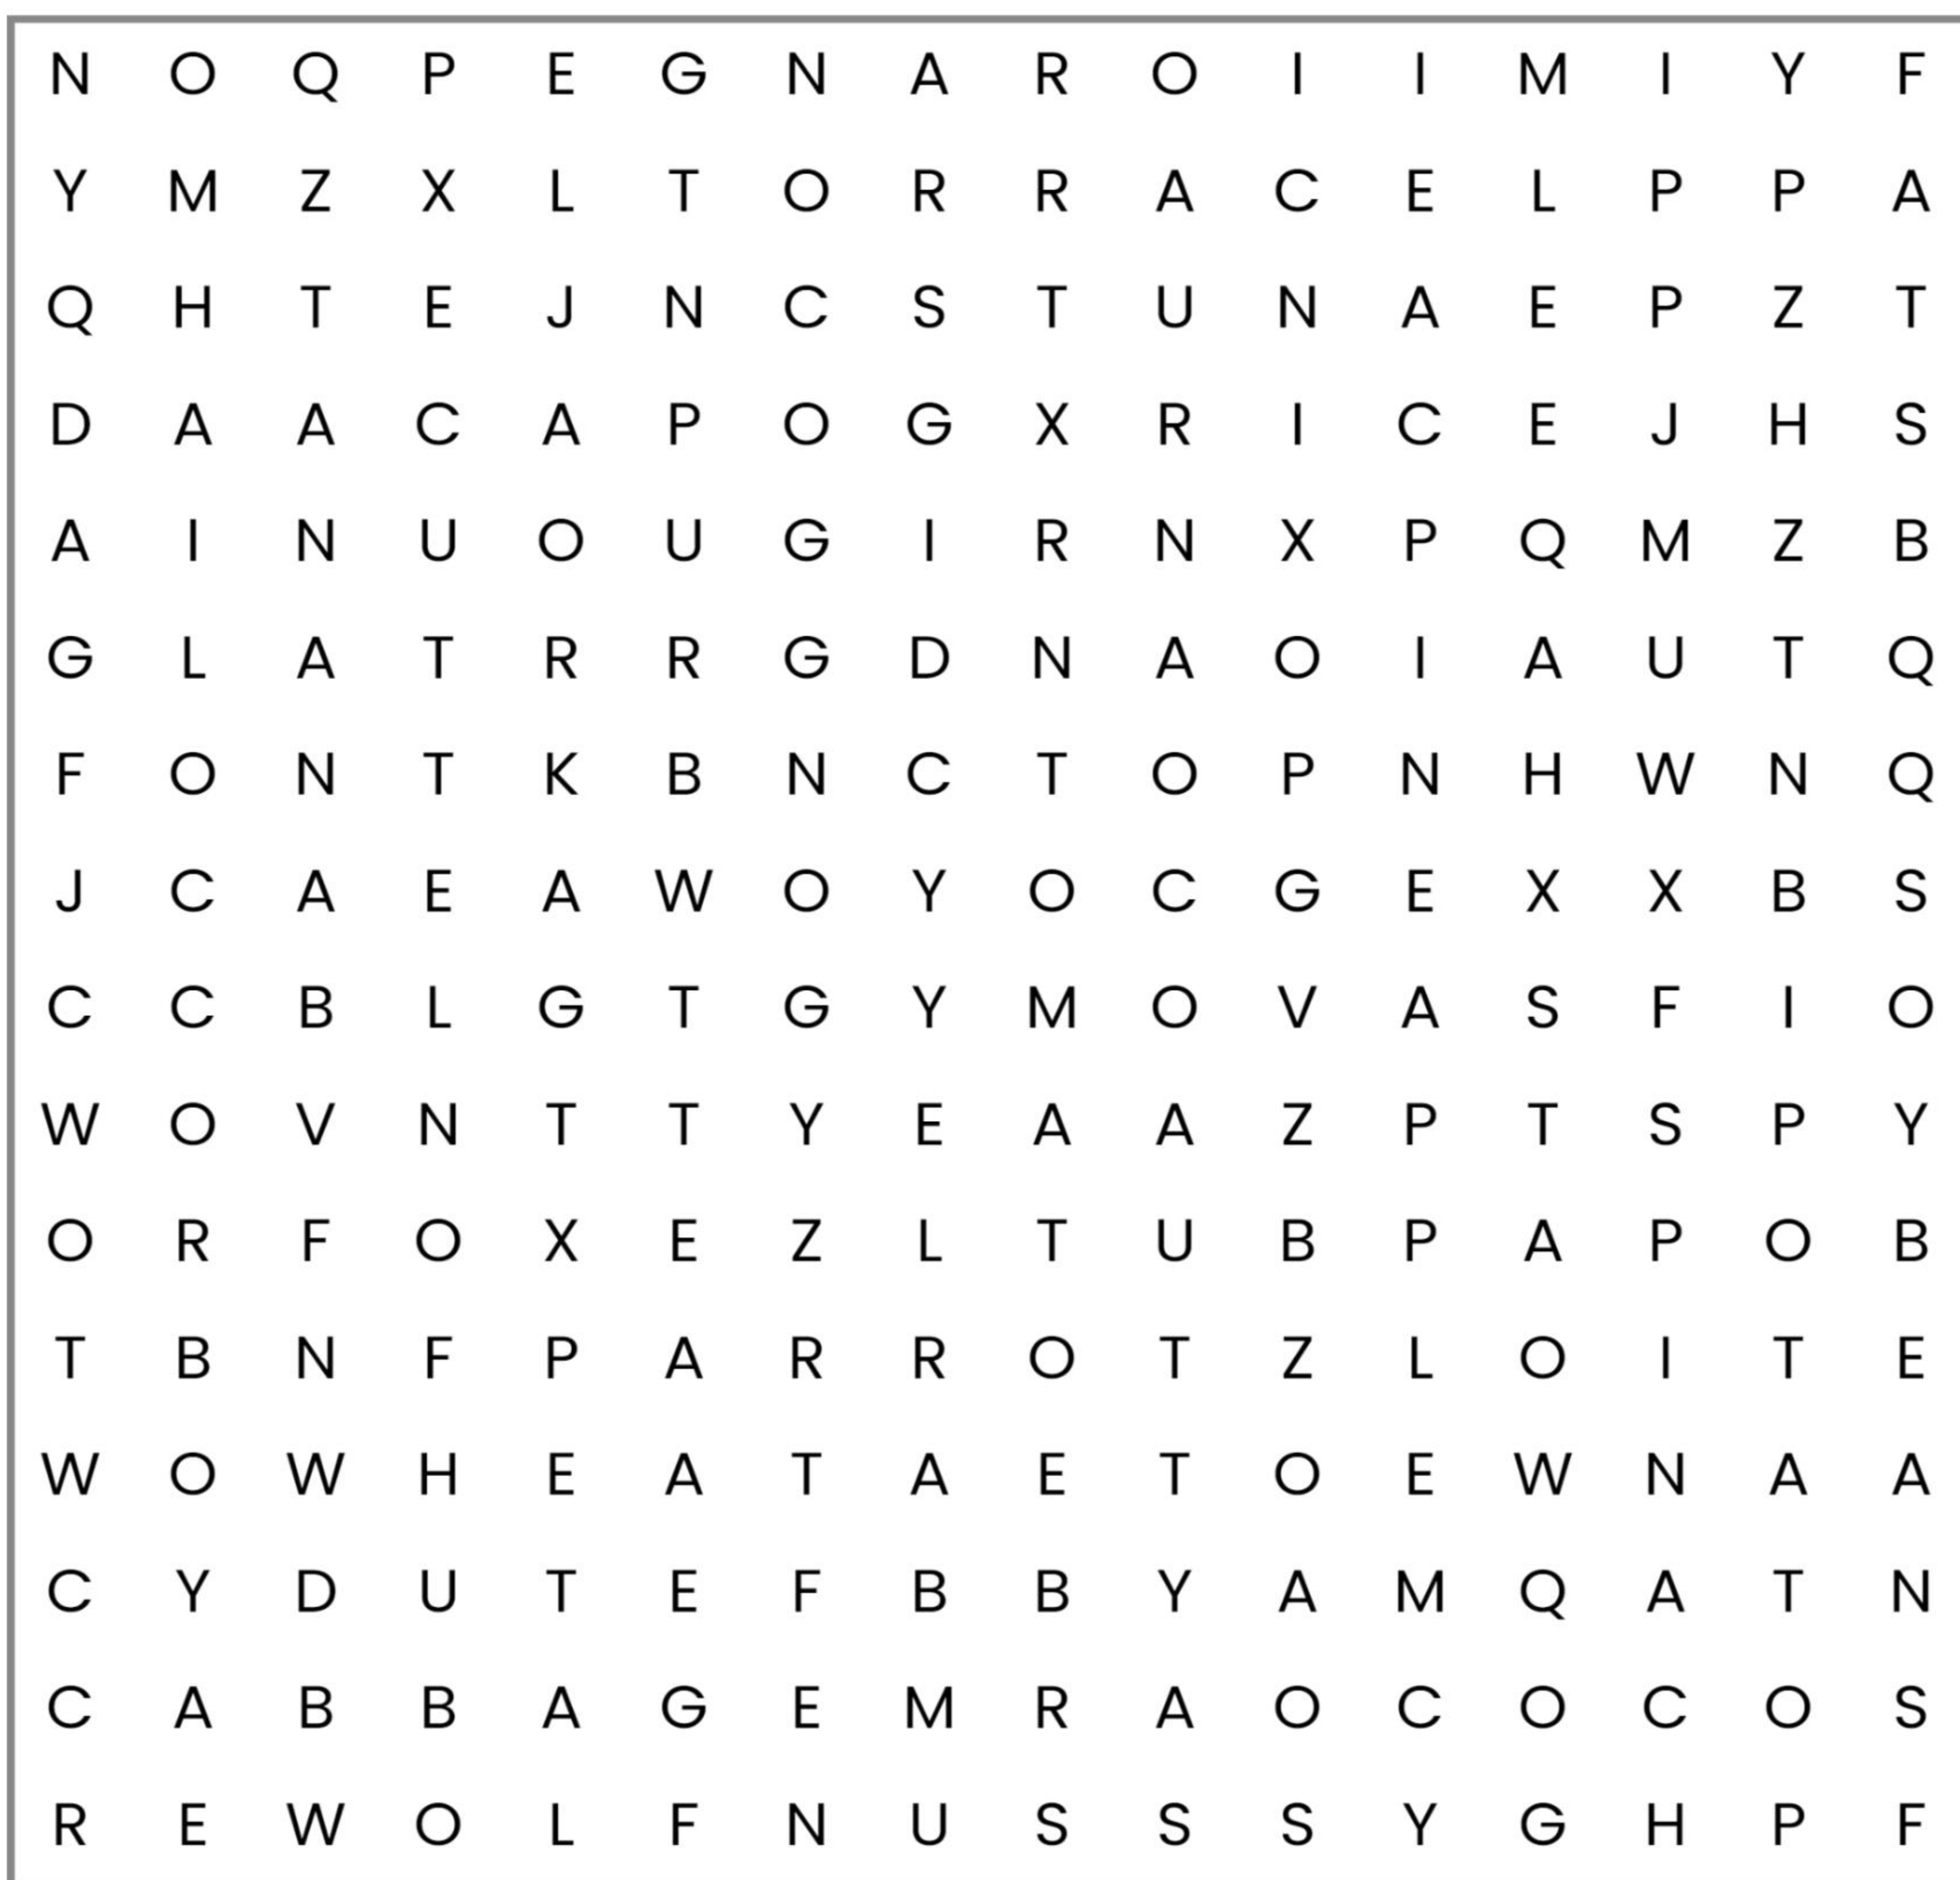 N O Q P E G N A R O I I M I Y F
Y M Z X L T O R R A C E L P P A
Q H T E J N C S T U N A E P Z T
D A A C A P O G X R I C E J H S
A I N U O U G I R N X P Q M Z B
G L A T R R G D N A O I A U T Q
F O N T K B N C T O P N H W N Q
J C A E A W O Y O C G E X X B S
C C B L G T G Y M O V A S F I O
W O V N T T Y E A A Z P T S P Y
O R F O X E Z L T U B P A P O B
T B N F P A R R O T Z L O I T E
W O W H E A T A E T O E W N A A
C Y D U T E F B B Y A M Q A T N
C A B B A G E M R A O C O C O S
R E W O L F N U S S S Y G H P F